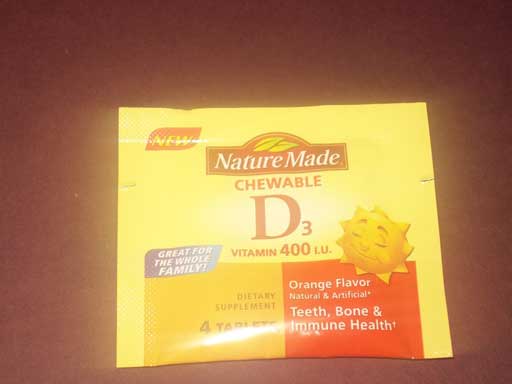 NEW
Nature Made
CHEWABLE
D3
VITAMIN 400 I.U.
GREAT FOR
THE WHOLE
FAMILY!
DIETARY
SUPPLEMENT
4 TABLETS
Orange Flavor
Natural & Artificial*
Teeth, Bone &
Immune Health†